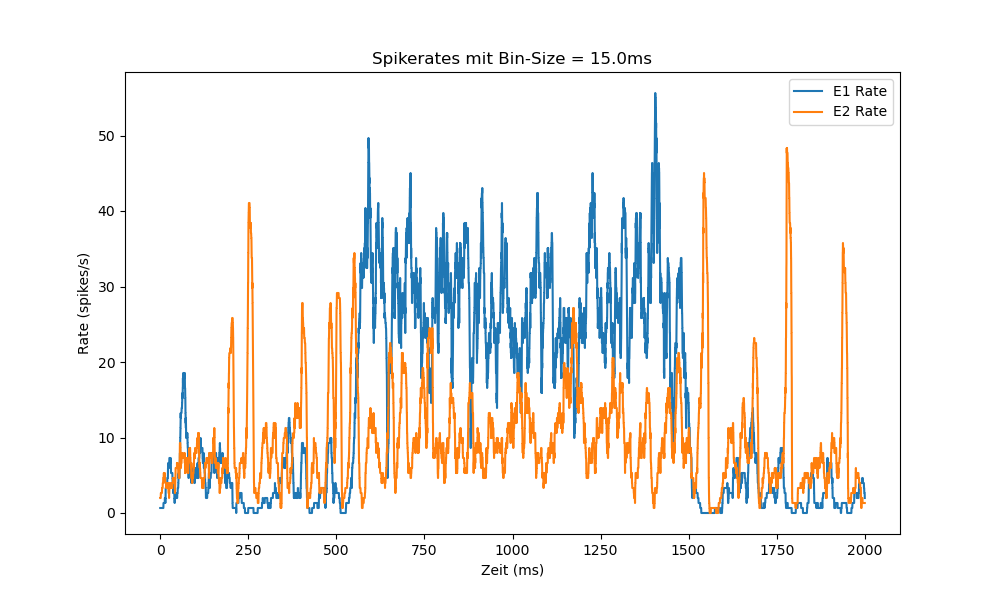 Spikerates mit Bin-Size = 15.0ms
E1 Rate
E2 Rate
Rate (spikes/s)
50
40
30
20
10
0
0 250 500 750 1000 1250 1500 1750 2000
Zeit (ms)